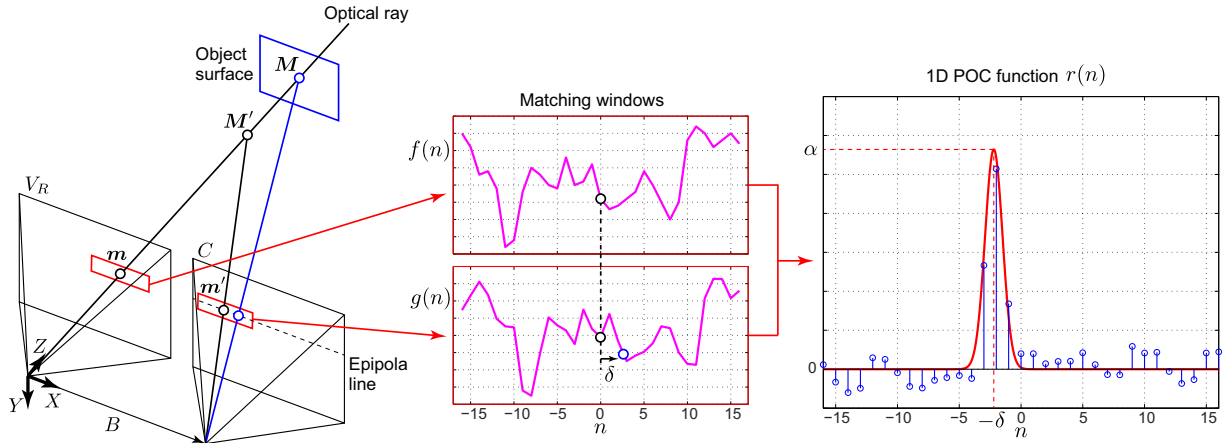 Optical ray
Object
surface
M
M′
V_R
m
C
m′
Epipola
line
Z
X
Y
B
Matching windows
f(n)
g(n)
δ
−15 −10 −5 0 5 10 15
n
1D POC function r(n)
α
0
−15 −10 −5 0 5 10 15
−δ
n